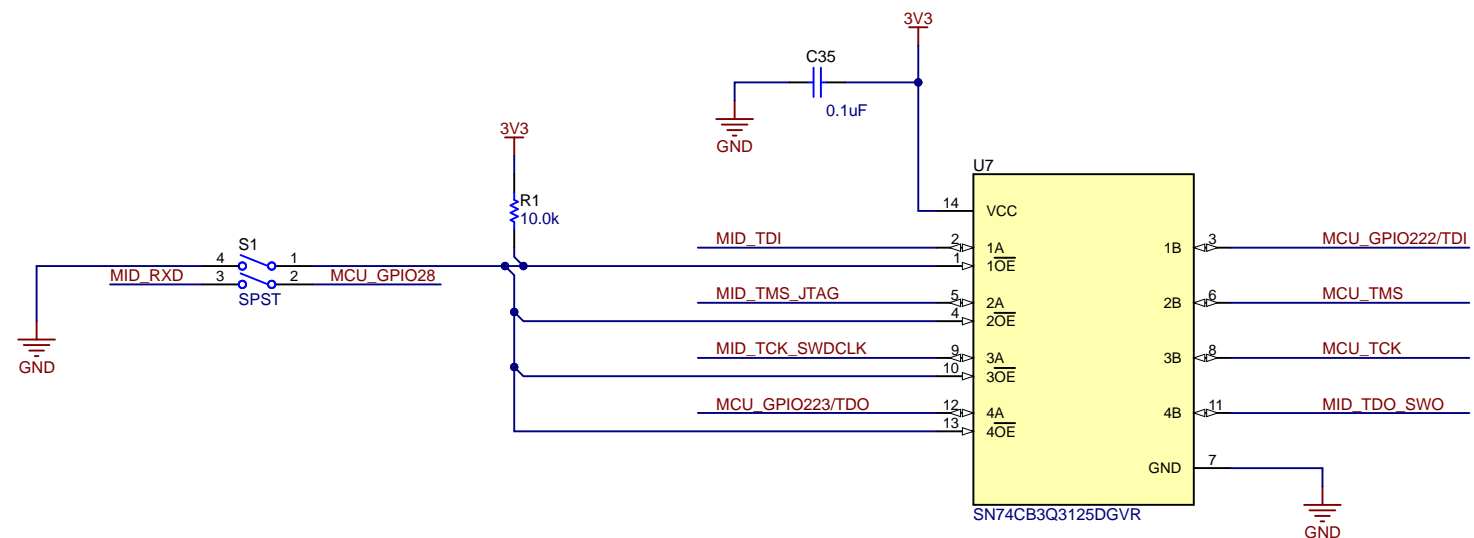 3V3
C35
0.1uF
GND
3V3
U7
R1
10.0k
14 VCC
MID_TDI 2 1A 1B 3 MCU_GPIO222/TDI
S1
4 1 1 1OE
MID_RXD 3 2 MCU_GPIO28
SPST
MID_TMS_JTAG 5 2A 2B 6 MCU_TMS
4 2OE
GND
MID_TCK_SWDCLK 9 3A 3B 8 MCU_TCK
10 3OE
MCU_GPIO223/TDO 12 4A 4B 11 MID_TDO_SWO
13 4OE
GND 7
SN74CB3Q3125DGVR
GND